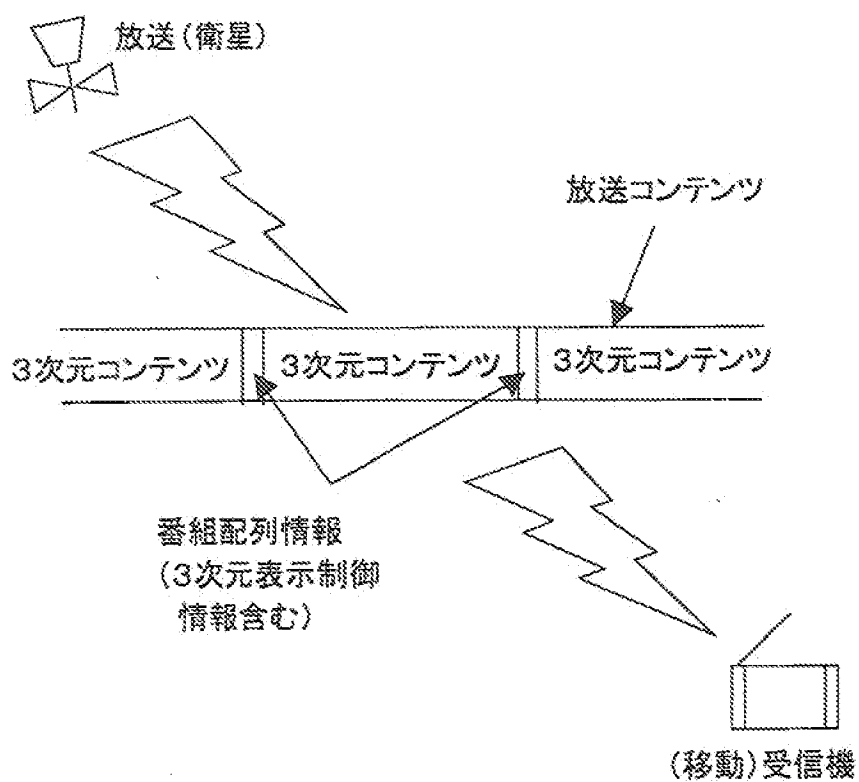 放送(衛星)
放送コンテンツ
3次元コンテンツ
3次元コンテンツ
3次元コンテンツ
番組配列情報
(3次元表示制御
情報含む)
(移動)受信機